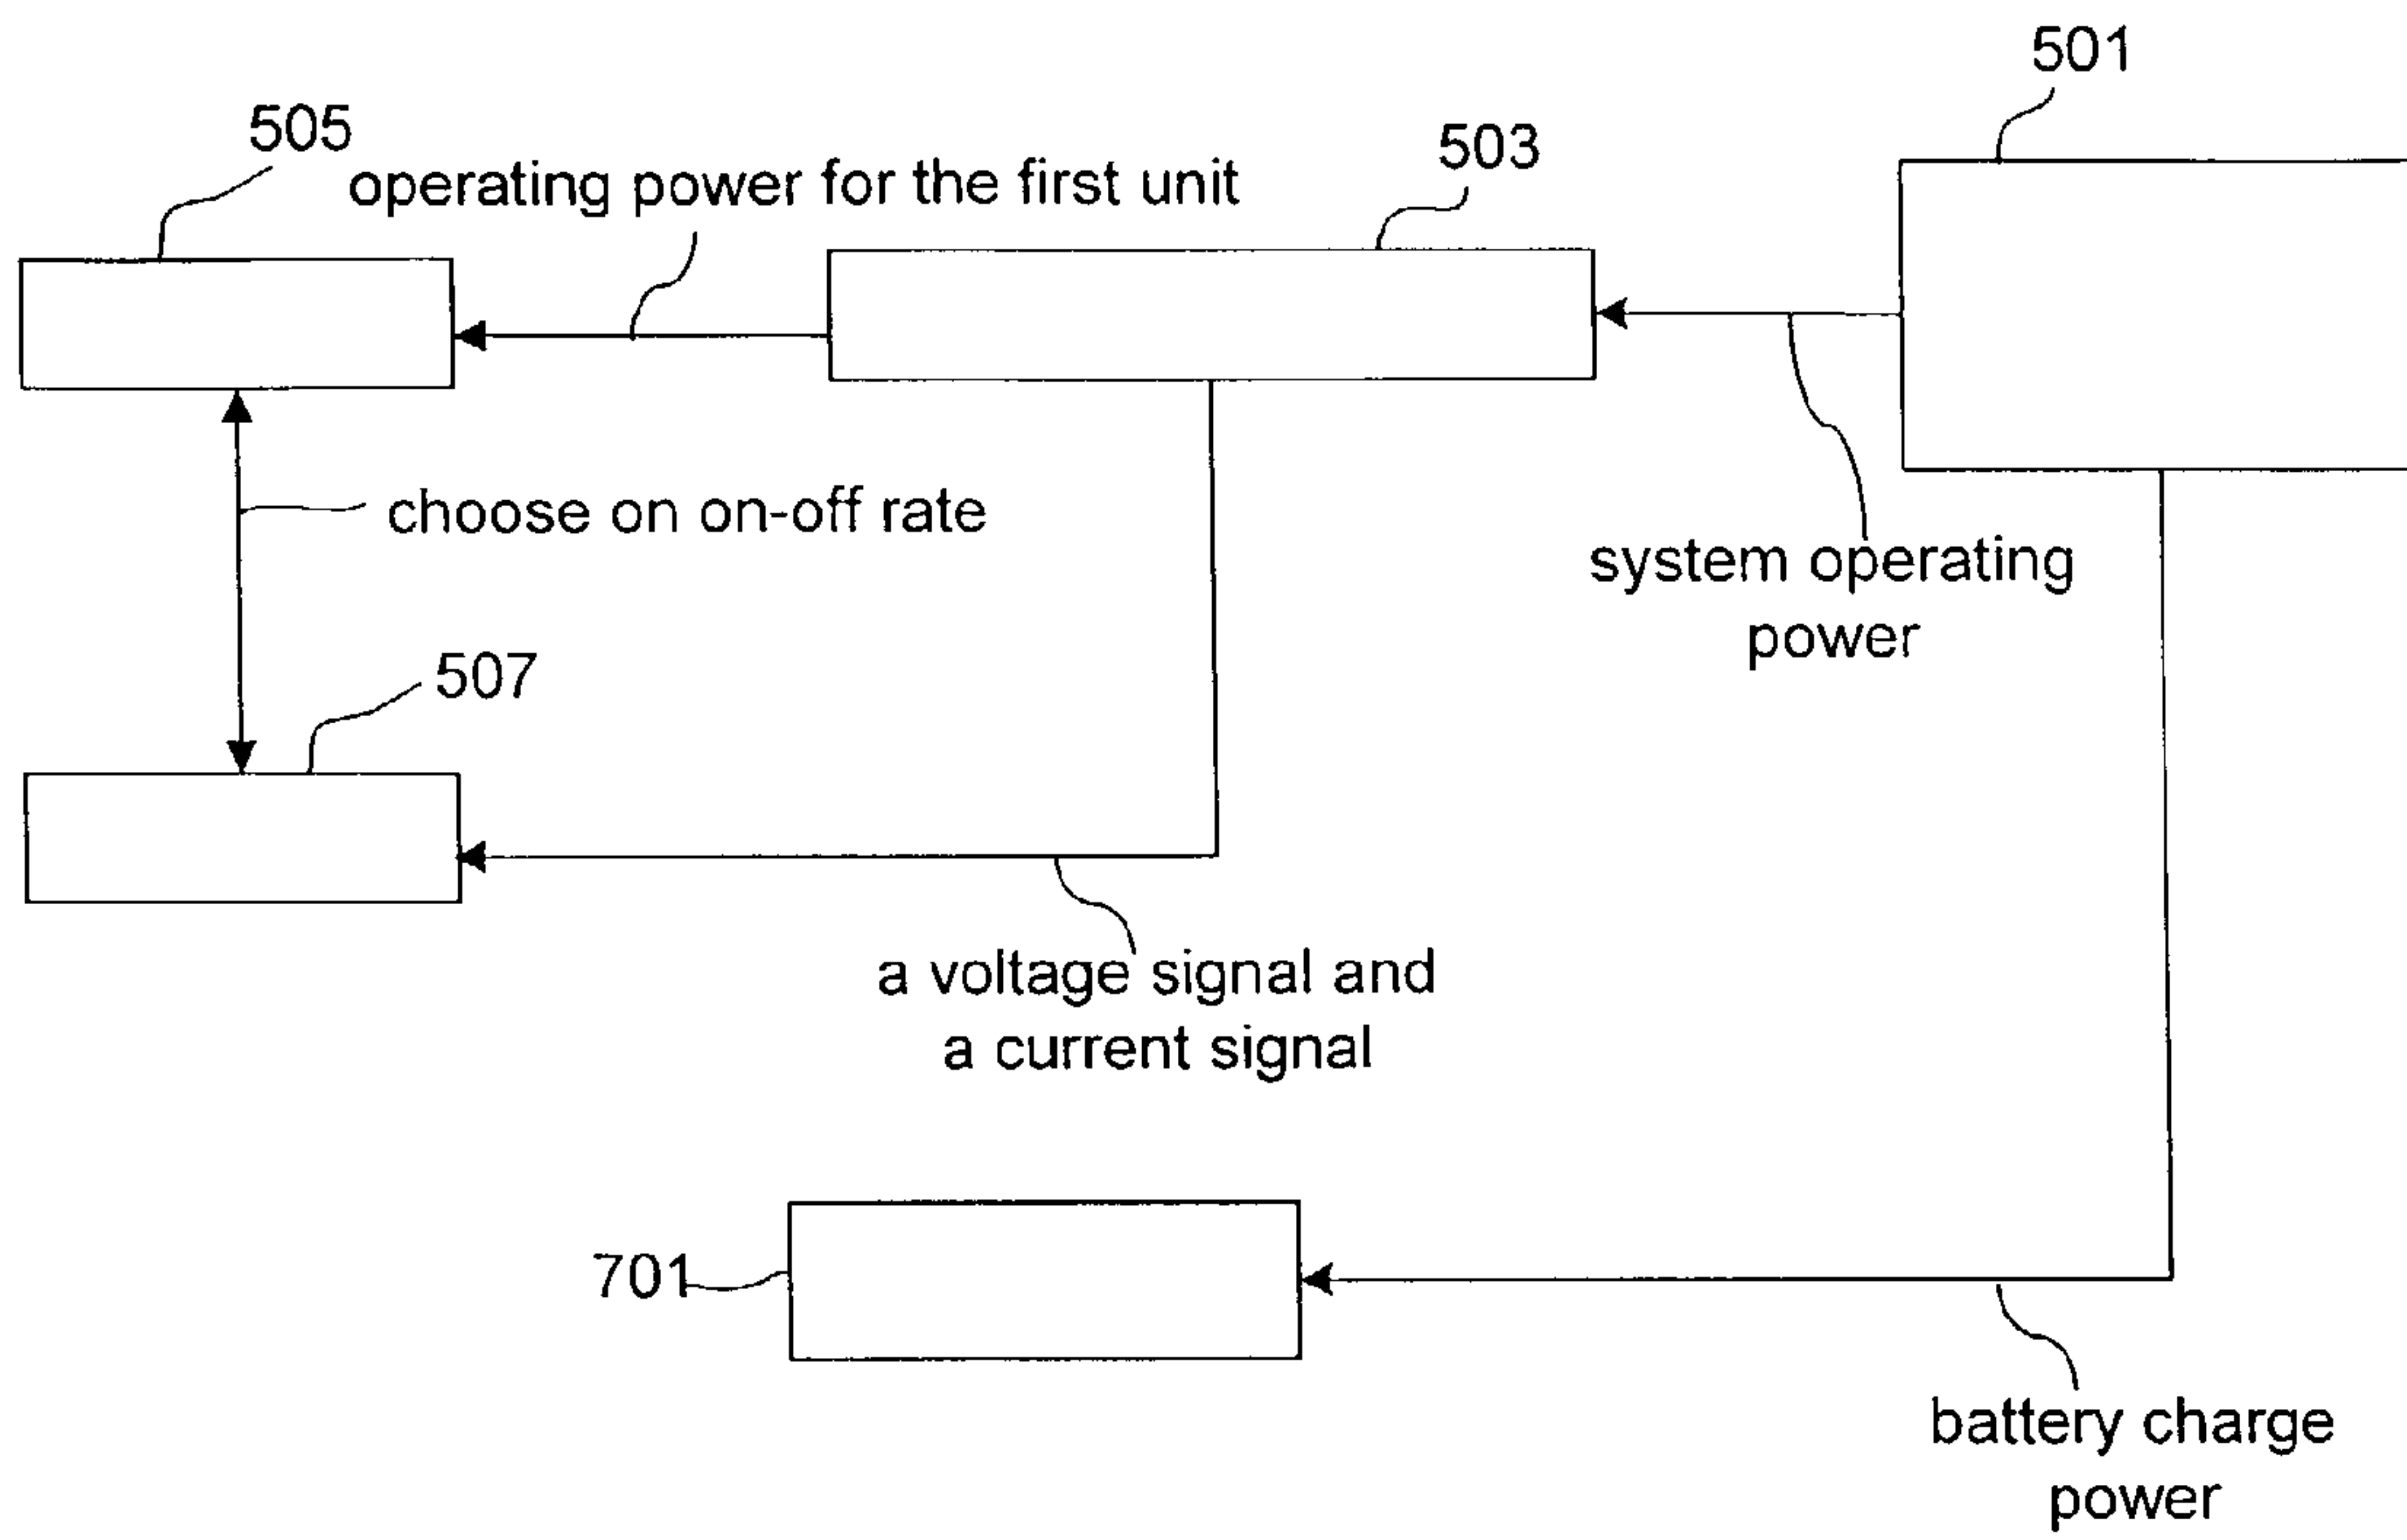 501
505
503
operating power for the first unit
choose on on-off rate
system operating
power
507
a voltage signal and
a current signal
701
battery charge
power